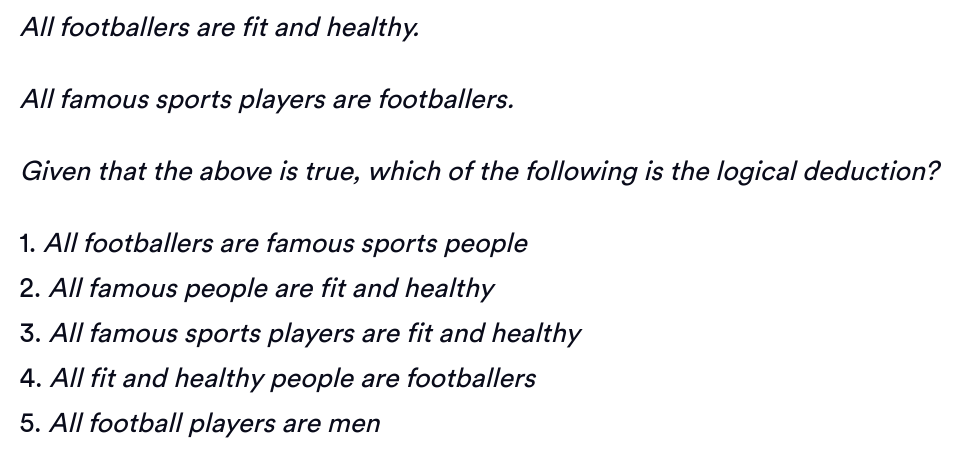 All footballers are fit and healthy.
All famous sports players are footballers.
Given that the above is true, which of the following is the logical deduction?
1. All footballers are famous sports people
2. All famous people are fit and healthy
3. All famous sports players are fit and healthy
4. All fit and healthy people are footballers
5. All football players are men